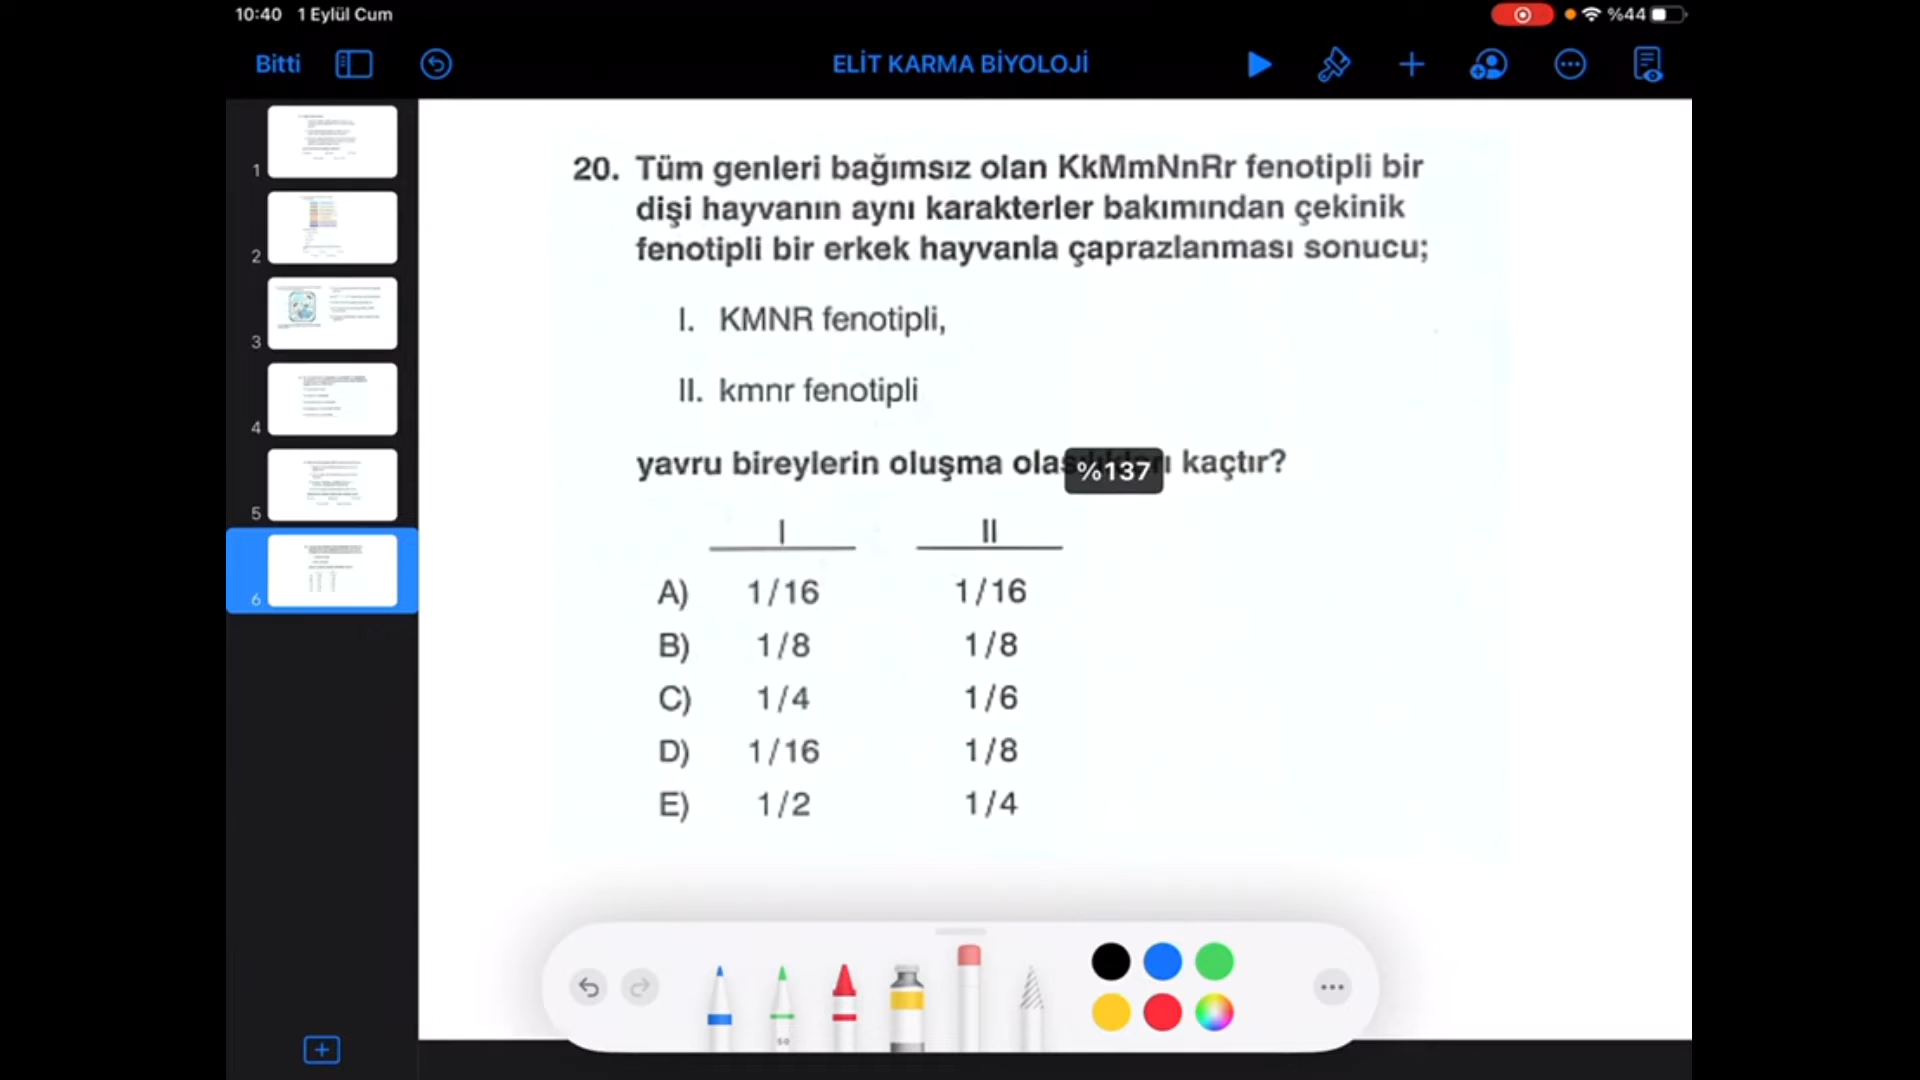 10:40 1 Eylül Cum
%44
Bitti
ELİT KARMA BİYOLOJİ
1
2
3
4
5
6
20. Tüm genleri bağımsız olan KkMmNnRr fenotipli bir
dişi hayvanın aynı karakterler bakımından çekinik
fenotipli bir erkek hayvanla çaprazlanması sonucu;
I. KMNR fenotipli,
II. kmnr fenotipli
yavru bireylerin oluşma kaçtır?
%137
I II
A) 1/16 1/16
B) 1/8 1/8
C) 1/4 1/6
D) 1/16 1/8
E) 1/2 1/4